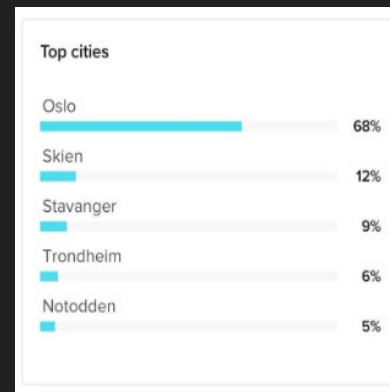 Top cities
Oslo
68%
Skien
12%
Stavanger
9%
Trondheim
6%
Notodden
5%